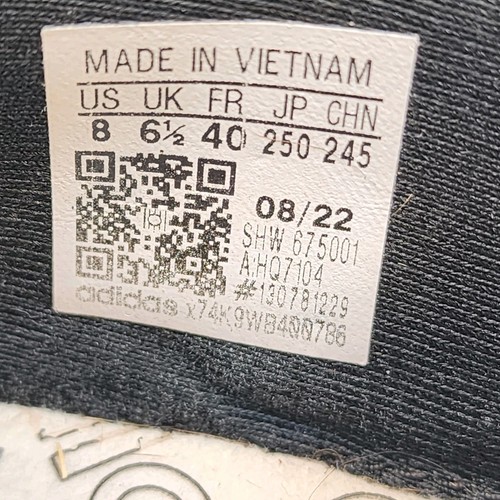 MADE IN VIETNAM
US UK FR JP CHN
8 6½ 40 250 245
08/22
SHW 675001
A:HQ7104
#130781229
adidas x74K9WB400786